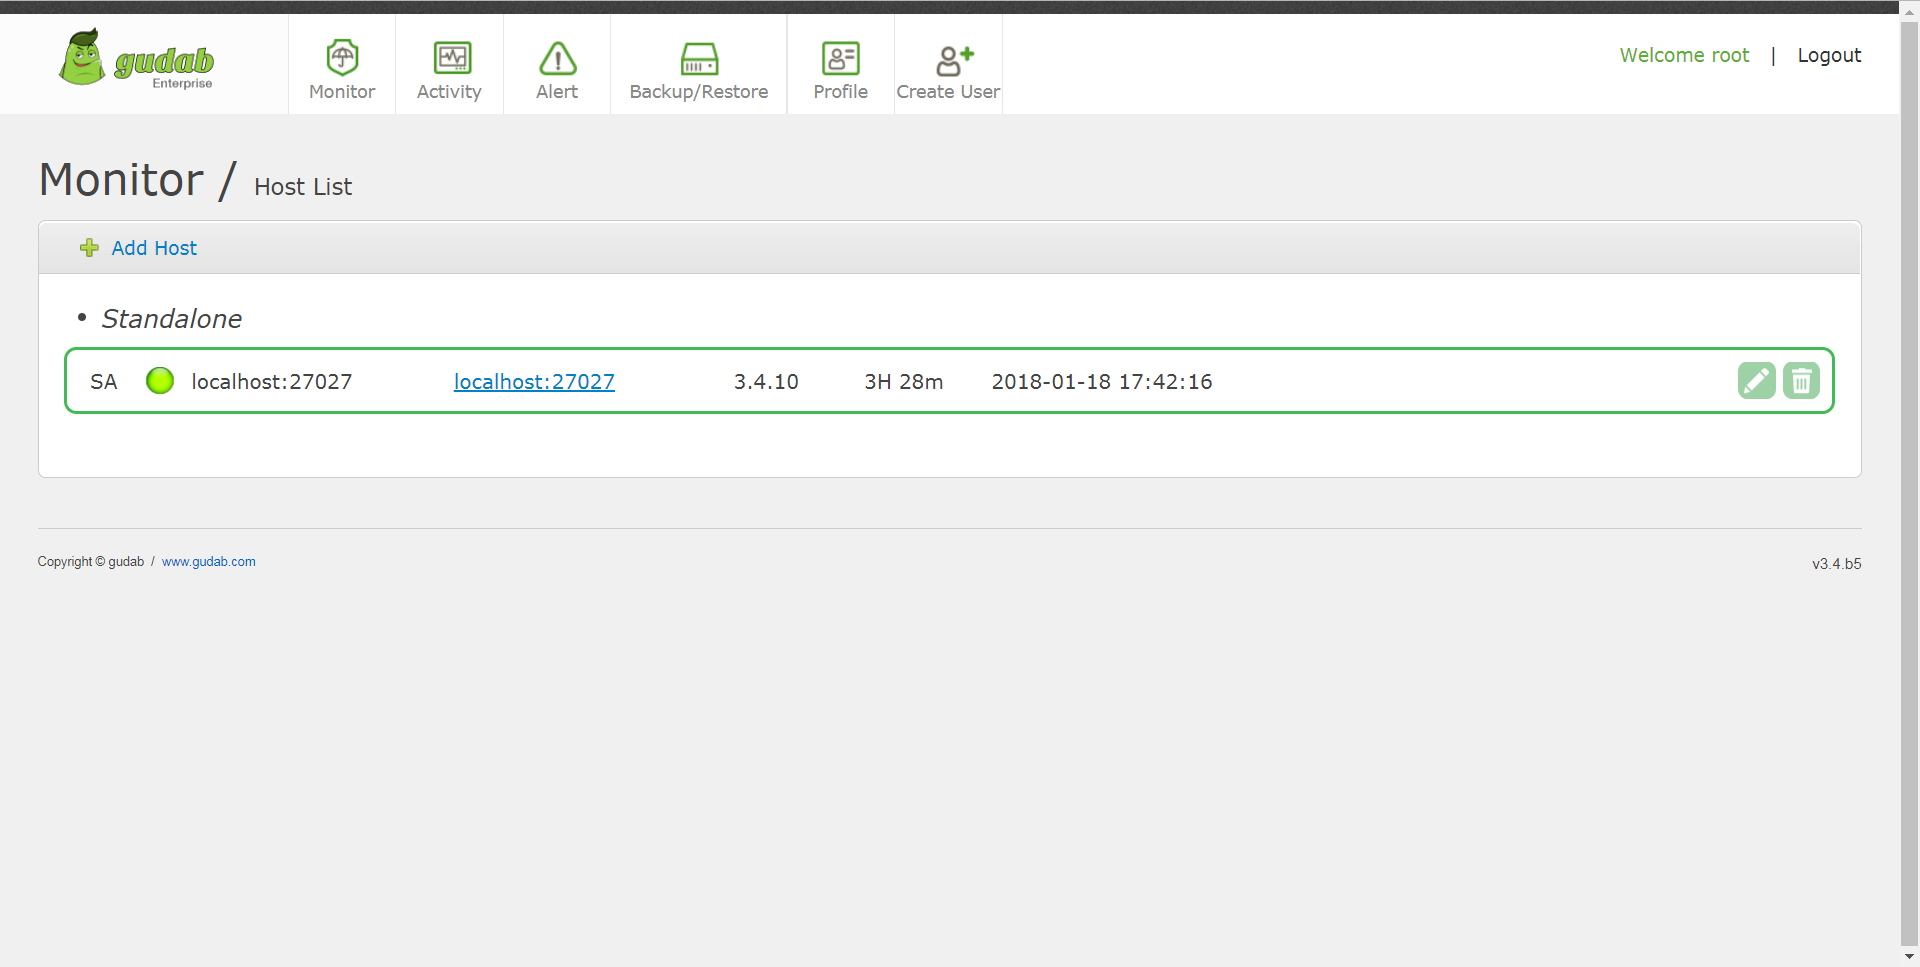 gudab
Enterprise
Monitor
Activity
Alert
Backup/Restore
Profile
Create User
Welcome root | Logout
Monitor / Host List
Add Host
• Standalone
SA localhost:27027 localhost:27027 3.4.10 3H 28m 2018-01-18 17:42:16
Copyright © gudab / www.gudab.com
v3.4.b5